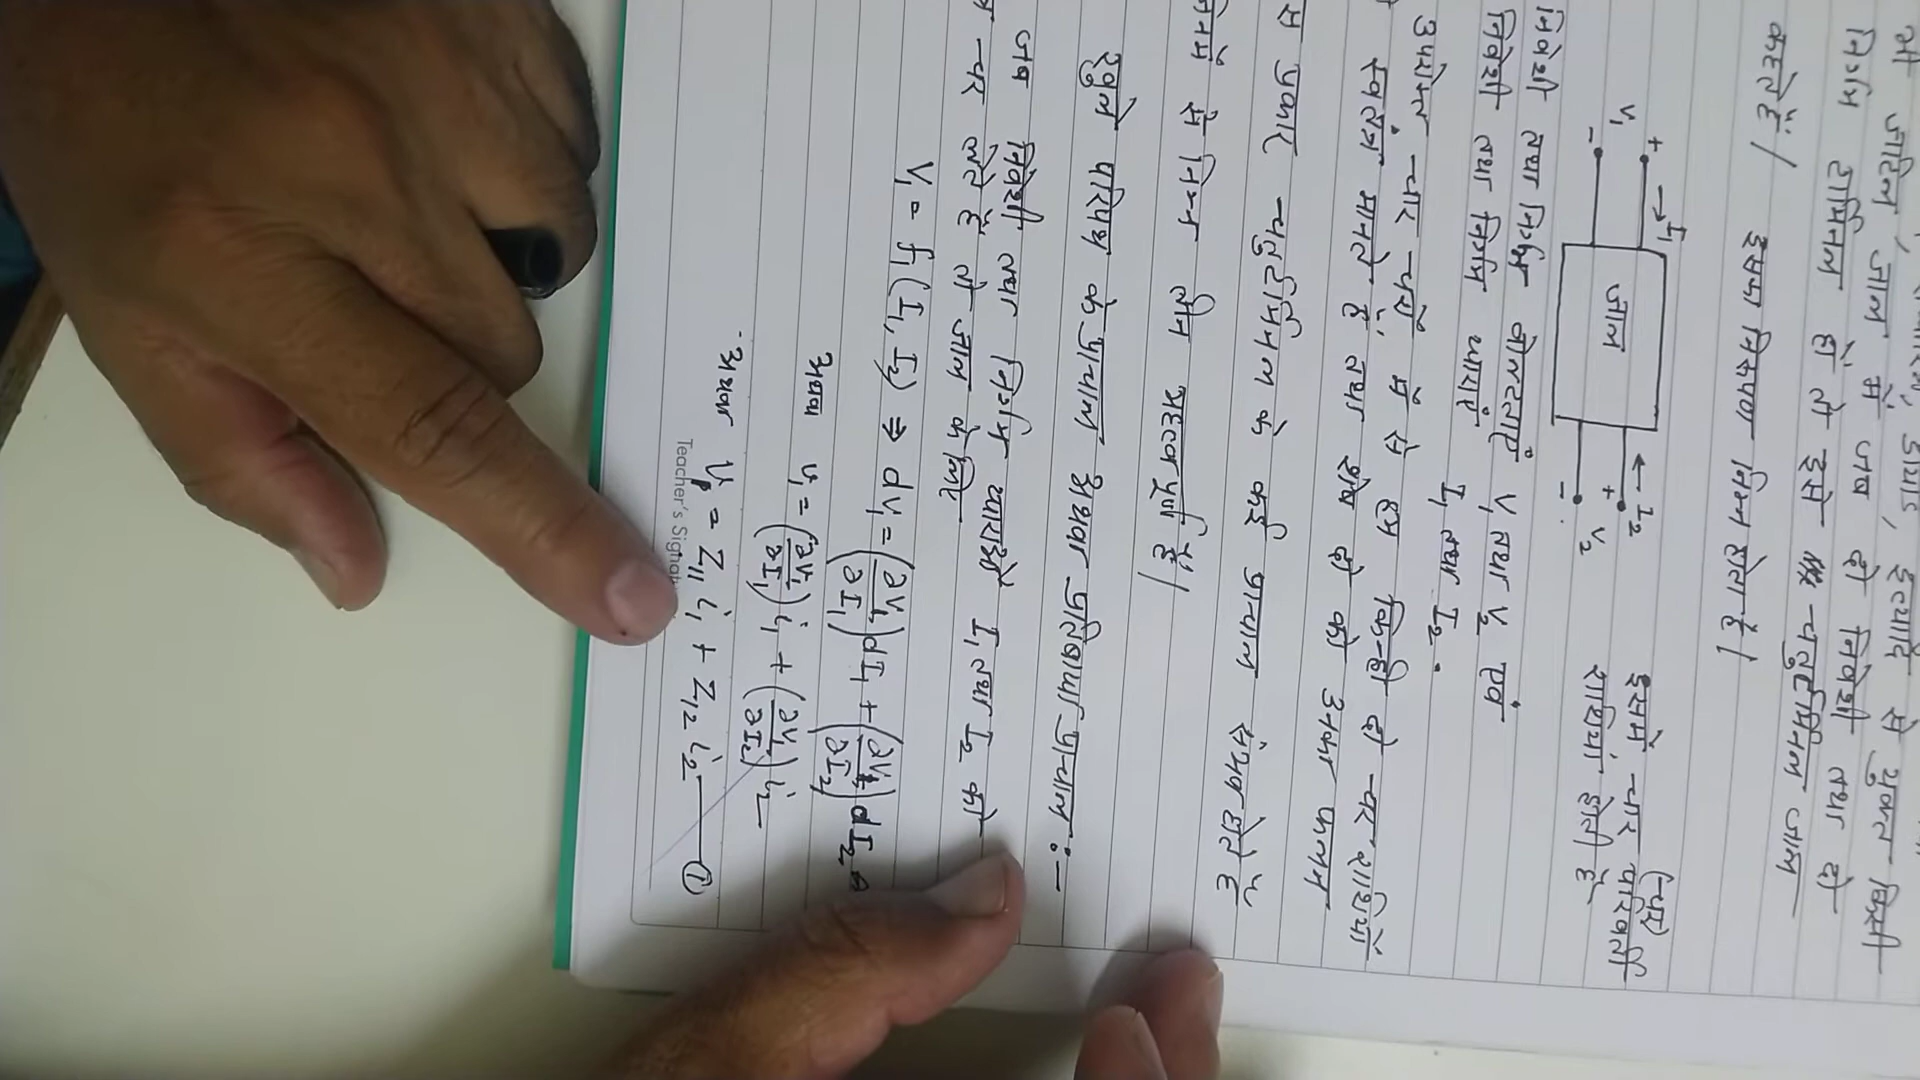 जटिल जाल में जब दो निवेशी तथा दो
निर्गम टर्मिनल हों तो इसे चतुर्टर्मिनल जाल
कहते हैं / इसका निरूपण निम्न होता है /
+ → I₁
V₁
−
जाल
← I₂
+
V₂
−
इसमें चार परिवर्ती (चर)
राशियां होती हैं
निवेशी तथा निर्गम वोल्टताएं V₁ तथा V₂ एवं
निवेशी तथा निर्गम धाराएं I₁ तथा I₂ .
उपरोक्त चार चरों में से हम किन्हीं दो चर राशियों
स्वतंत्र मानते हैं तथा शेष दो को उनका फलन
प्रकार चतुर्टर्मिनल के कई प्राचाल संभव होते हैं
जिनमें से निम्न तीन महत्वपूर्ण हैं /
खुले परिपथ के प्राचाल अथवा प्रतिबाधा प्राचाल :-
जब निवेशी तथा निर्गम धाराओं I₁ तथा I₂ को
चर लेते हैं तो जाल के लिए
V₁ = f₁(I₁, I₂) ⇒ dV₁ = (∂V₁/∂I₁) dI₁ + (∂V₁/∂I₂) dI₂
अथवा v₁ = (∂V₁/∂I₁) i₁ + (∂V₁/∂I₂) i₂
अथवा V₁ = Z₁₁ i₁ + Z₁₂ i₂ —— ①
Teacher's Signat